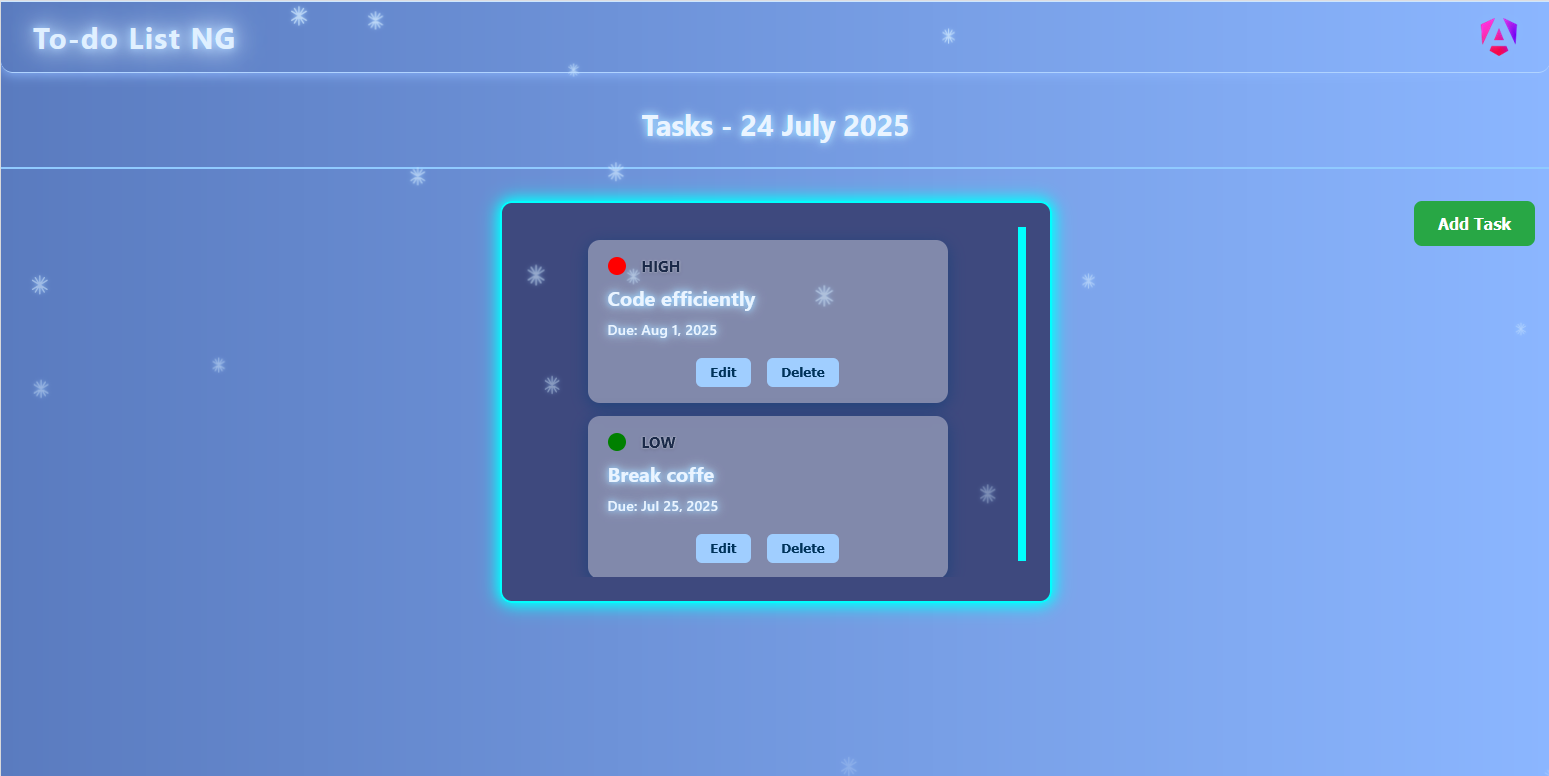 To-do List NG
Tasks - 24 July 2025
Add Task
HIGH
Code efficiently
Due: Aug 1, 2025
Edit Delete
LOW
Break coffe
Due: Jul 25, 2025
Edit Delete